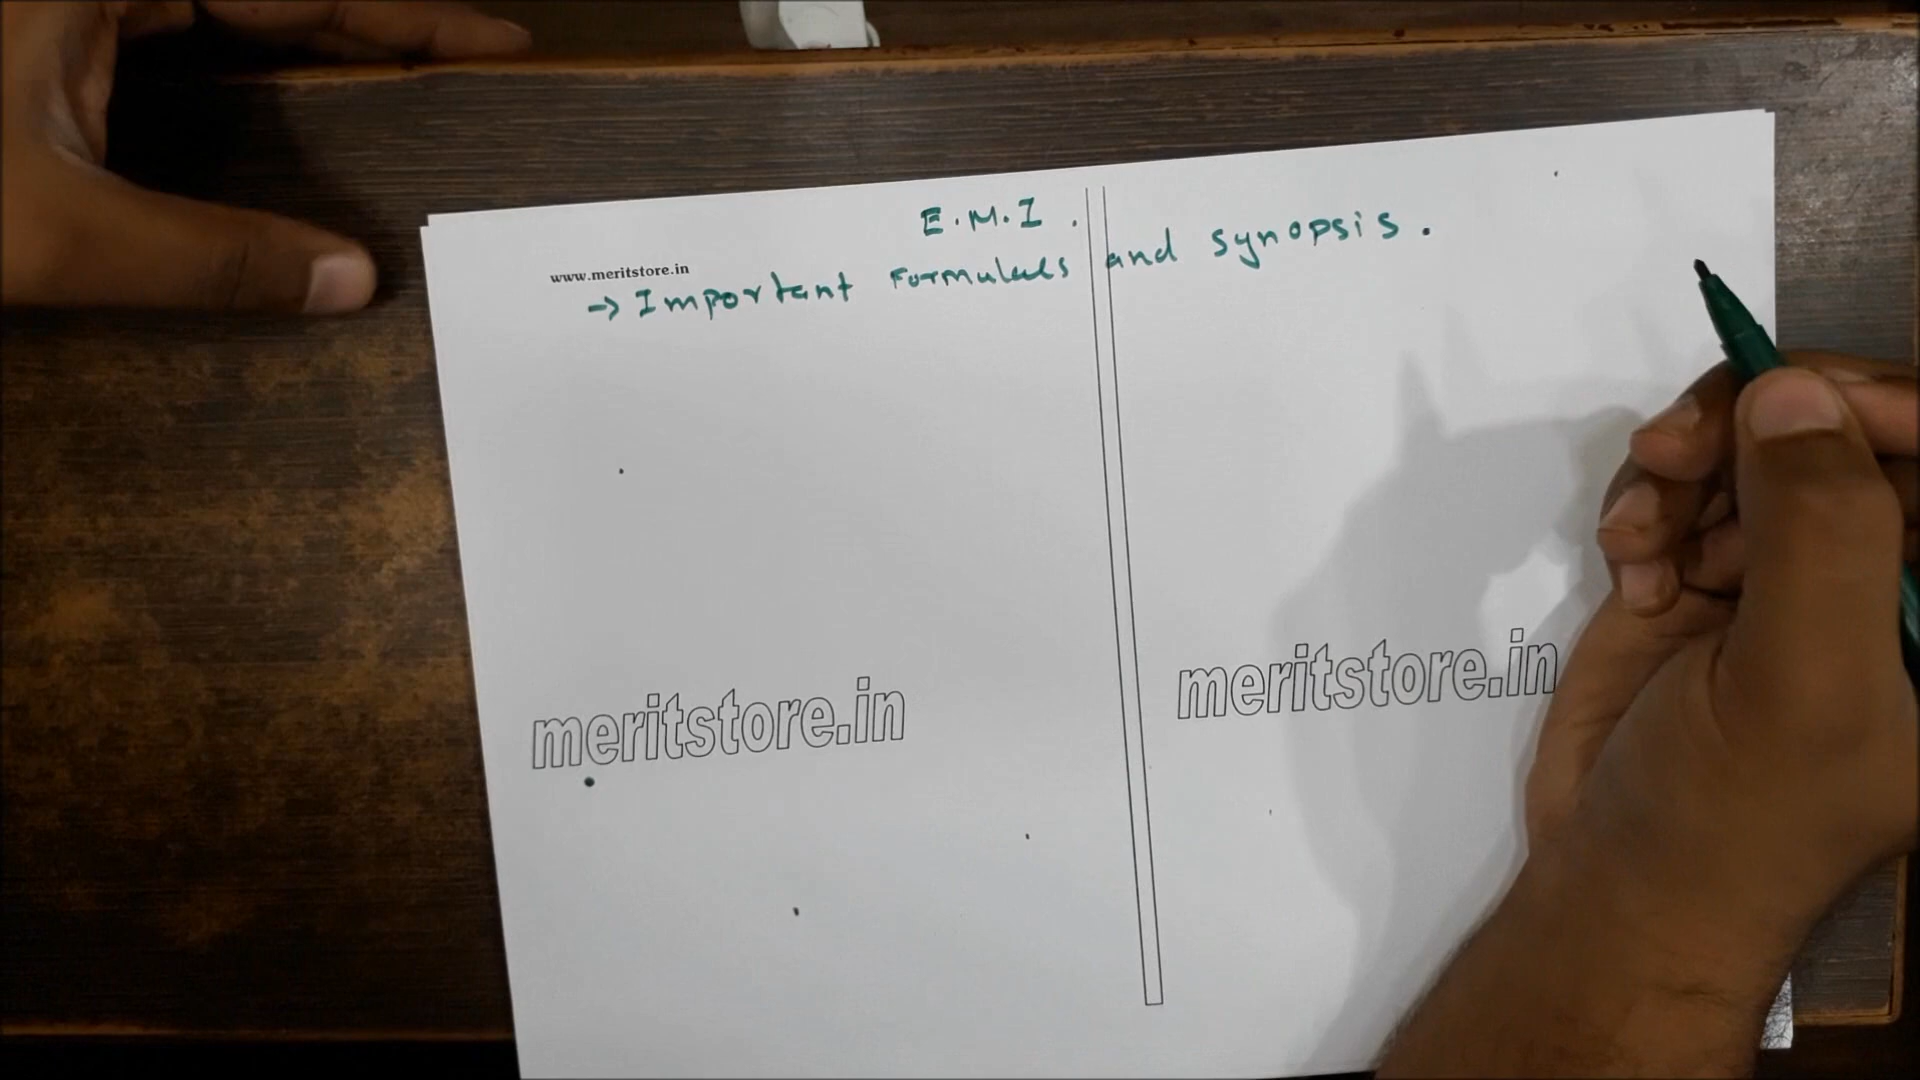 E.M.I.
www.meritstore.in
→ Important Formulaes and synopsis.
meritstore.in
meritstore.in